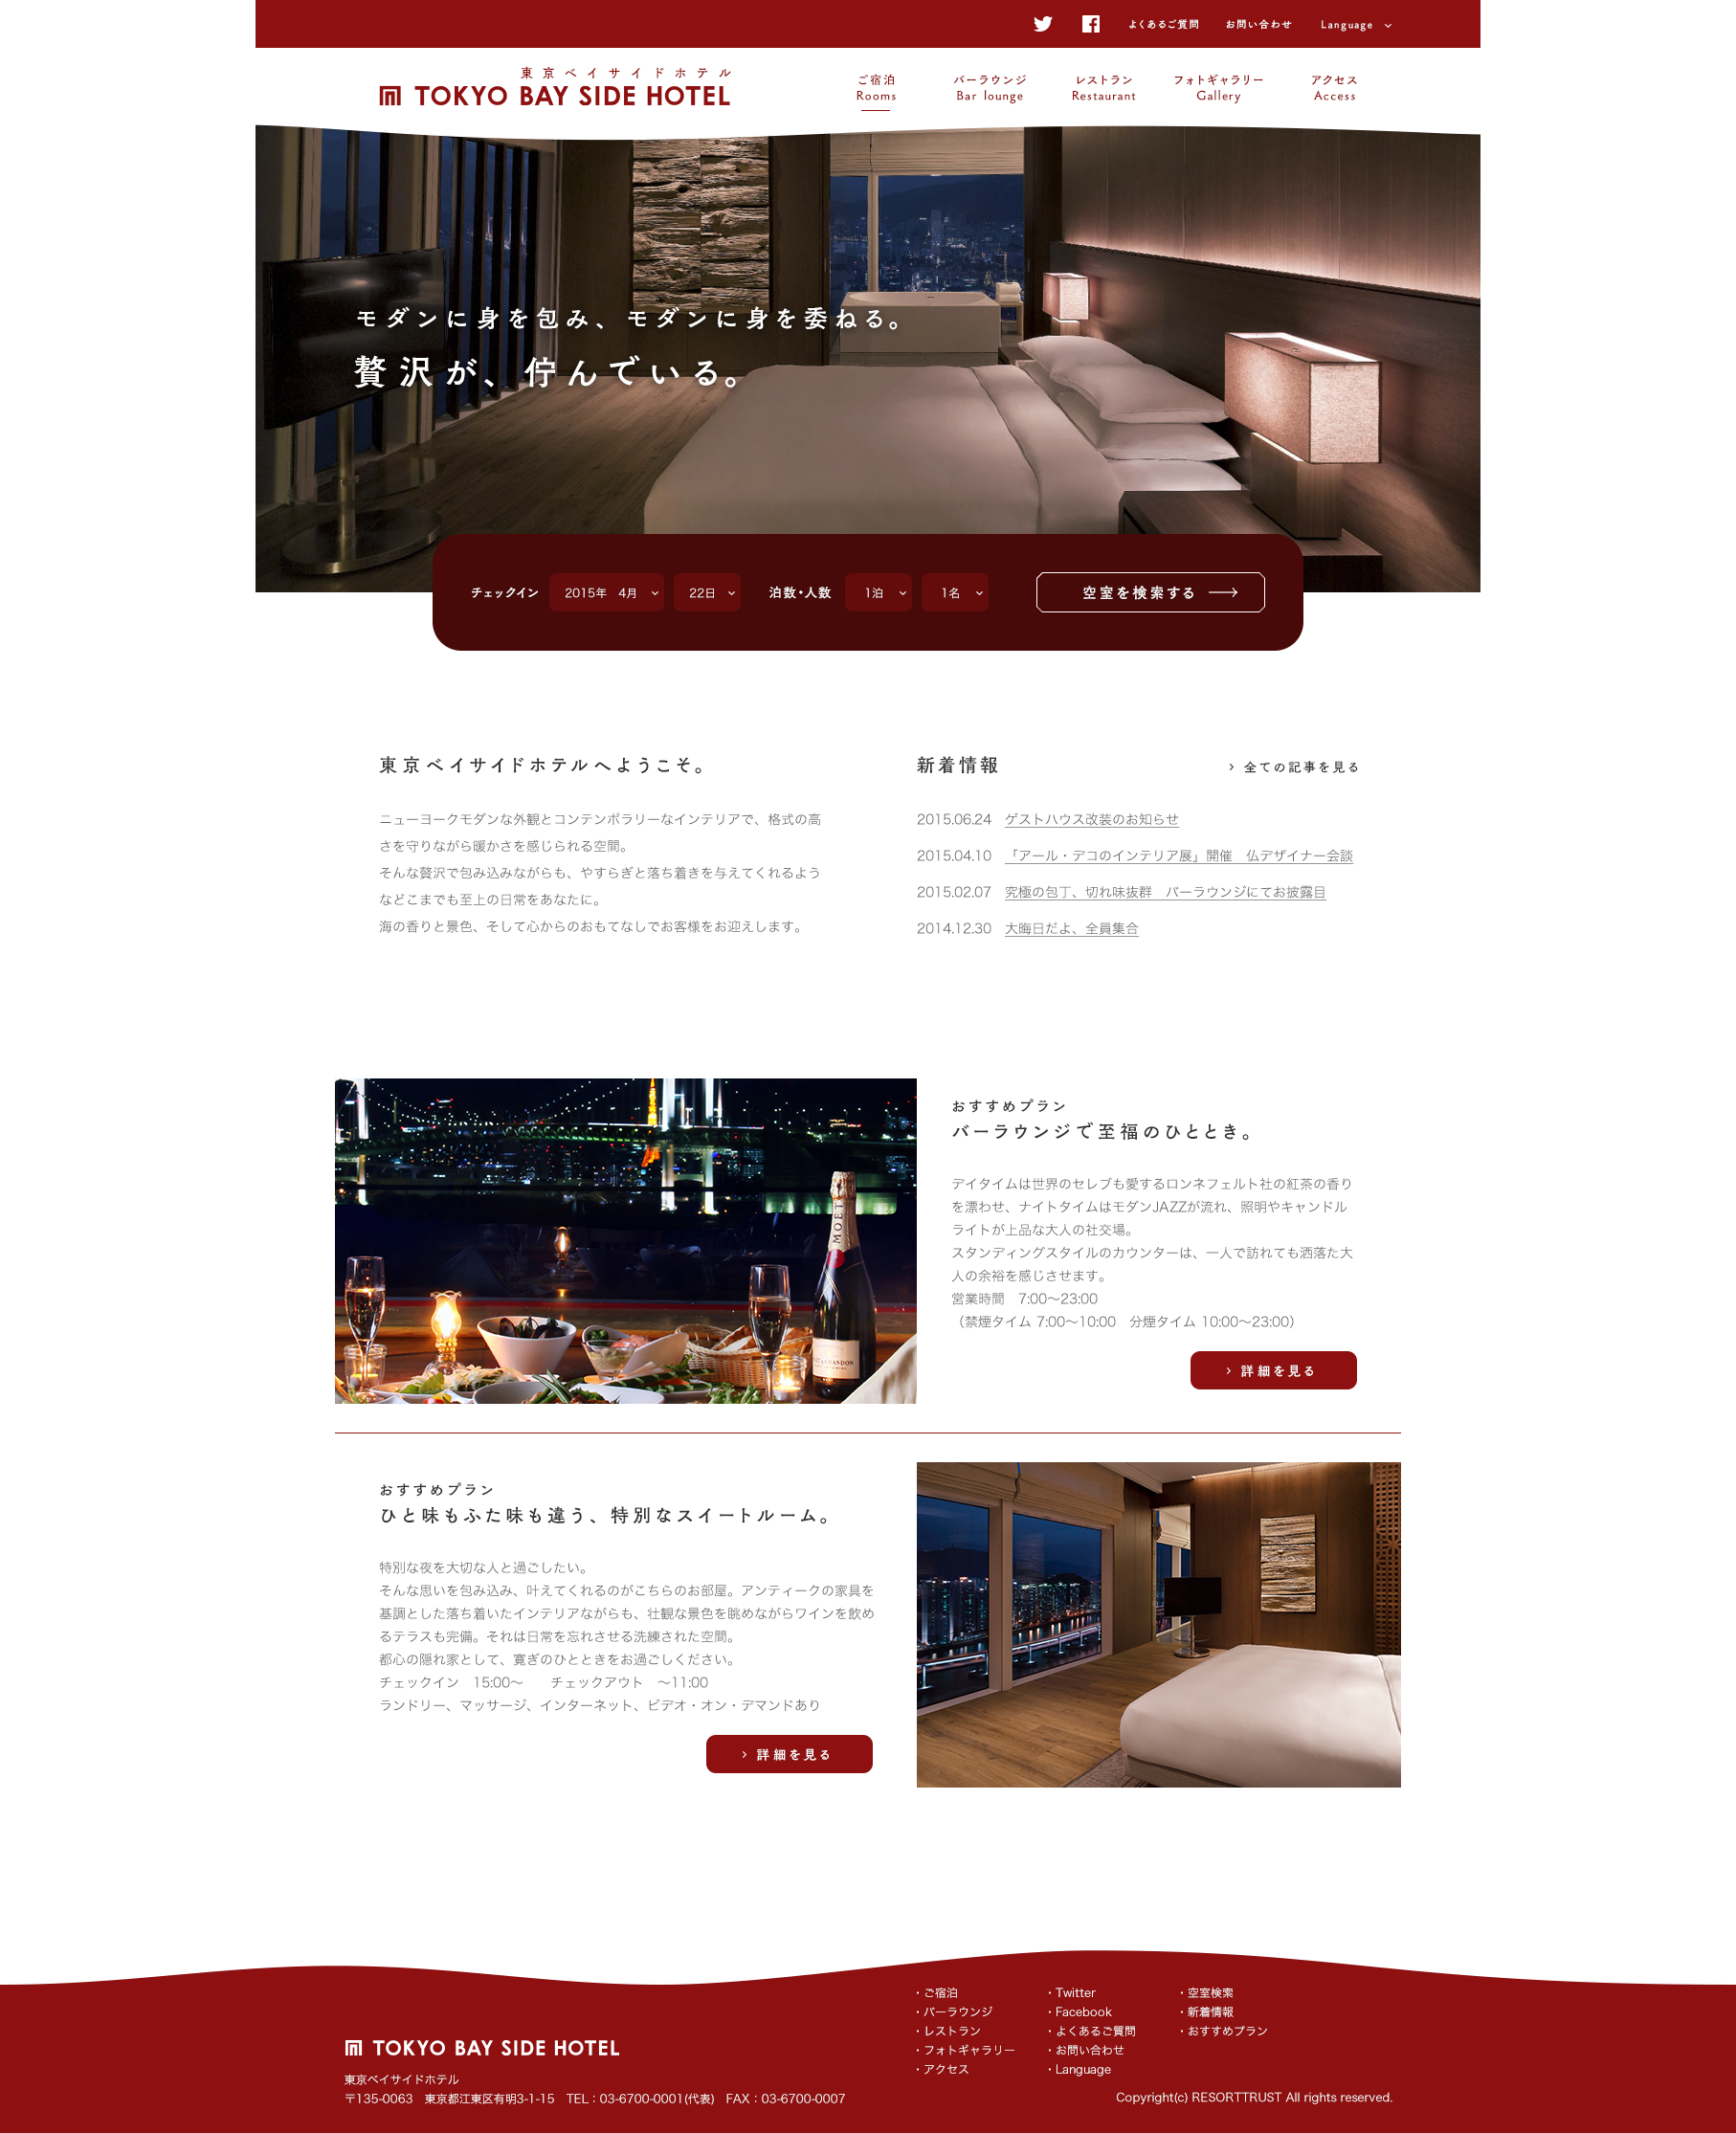 よくあるご質問 お問い合わせ Language
東京ベイサイドホテル
TOKYO BAY SIDE HOTEL
ご宿泊 バーラウンジ レストラン フォトギャラリー アクセス
Rooms Bar lounge Restaurant Gallery Access
モダンに身を包み、モダンに身を委ねる。
贅沢が、佇んでいる。
チェックイン 2015年 4月 22日 泊数・人数 1泊 1名 空室を検索する
東京ベイサイドホテルへようこそ。
ニューヨークモダンな外観とコンテンポラリーなインテリアで、格式の高
さを守りながら暖かさを感じられる空間。
そんな贅沢で包み込みながらも、やすらぎと落ち着きを与えてくれるよう
などこまでも至上の日常をあなたに。
海の香りと景色、そして心からのおもてなしでお客様をお迎えします。
新着情報 全ての記事を見る
2015.06.24 ゲストハウス改装のお知らせ
2015.04.10 「アール・デコのインテリア展」開催 仏デザイナー会談
2015.02.07 究極の包丁、切れ味抜群 バーラウンジにてお披露目
2014.12.30 大晦日だよ、全員集合
MOËT
MOËT & CHANDON
おすすめプラン
バーラウンジで至福のひととき。
デイタイムは世界のセレブも愛するロンネフェルト社の紅茶の香り
を漂わせ、ナイトタイムはモダンJAZZが流れ、照明やキャンドル
ライトが上品な大人の社交場。
スタンディングスタイルのカウンターは、一人で訪れても洒落た大
人の余裕を感じさせます。
営業時間 7:00〜23:00
（禁煙タイム 7:00〜10:00 分煙タイム 10:00〜23:00）
詳細を見る
おすすめプラン
ひと味もふた味も違う、特別なスイートルーム。
特別な夜を大切な人と過ごしたい。
そんな思いを包み込み、叶えてくれるのがこちらのお部屋。アンティークの家具を
基調とした落ち着いたインテリアながらも、壮観な景色を眺めながらワインを飲め
るテラスも完備。それは日常を忘れさせる洗練された空間。
都心の隠れ家として、寛ぎのひとときをお過ごしください。
チェックイン 15:00〜 チェックアウト 〜11:00
ランドリー、マッサージ、インターネット、ビデオ・オン・デマンドあり
詳細を見る
TOKYO BAY SIDE HOTEL
東京ベイサイドホテル
〒135-0063 東京都江東区有明3-1-15 TEL：03-6700-0001(代表) FAX：03-6700-0007
・ご宿泊
・バーラウンジ
・レストラン
・フォトギャラリー
・アクセス
・Twitter
・Facebook
・よくあるご質問
・お問い合わせ
・Language
・空室検索
・新着情報
・おすすめプラン
Copyright(c) RESORTTRUST All rights reserved.